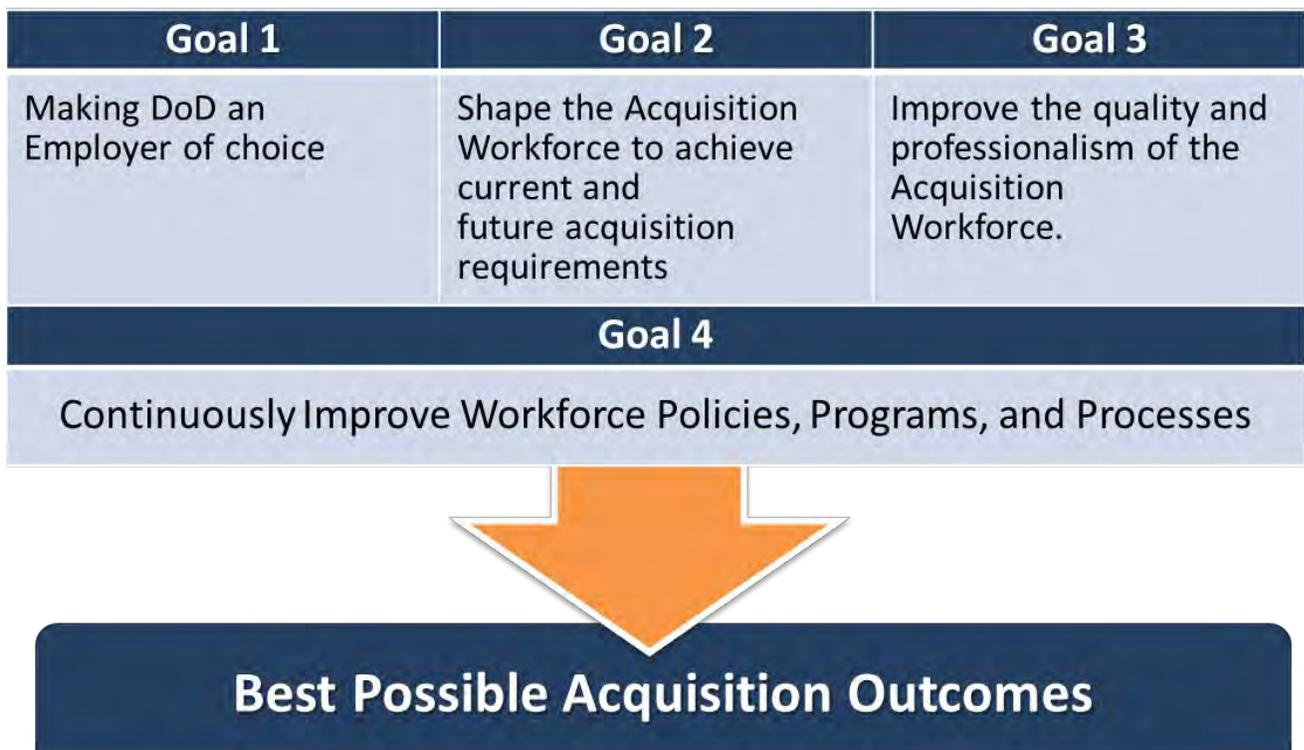 Goal 1
Goal 2
Goal 3
Making DoD an
Employer of choice
Shape the Acquisition
Workforce to achieve
current and
future acquisition
requirements
Improve the quality and
professionalism of the
Acquisition
Workforce.
Goal 4
Continuously Improve Workforce Policies, Programs, and Processes
Best Possible Acquisition Outcomes